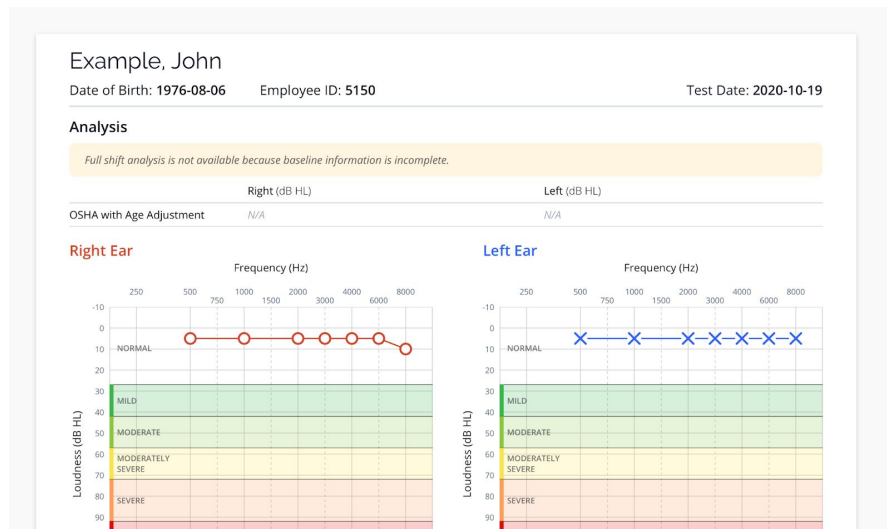 Example, John
Date of Birth: 1976-08-06 Employee ID: 5150 Test Date: 2020-10-19
Analysis
Full shift analysis is not available because baseline information is incomplete.
Right (dB HL) Left (dB HL)
OSHA with Age Adjustment N/A N/A
Right Ear
Frequency (Hz)
250 500 1000 2000 4000 8000
750 1500 3000 6000
-10
0
10 NORMAL
20
30
MILD
40
50 MODERATE
60 MODERATELY
SEVERE
70
80 SEVERE
90
Loudness (dB HL)
Left Ear
Frequency (Hz)
250 500 1000 2000 4000 8000
750 1500 3000 6000
-10
0
10 NORMAL
20
30
MILD
40
50 MODERATE
60 MODERATELY
SEVERE
70
80 SEVERE
90
Loudness (dB HL)